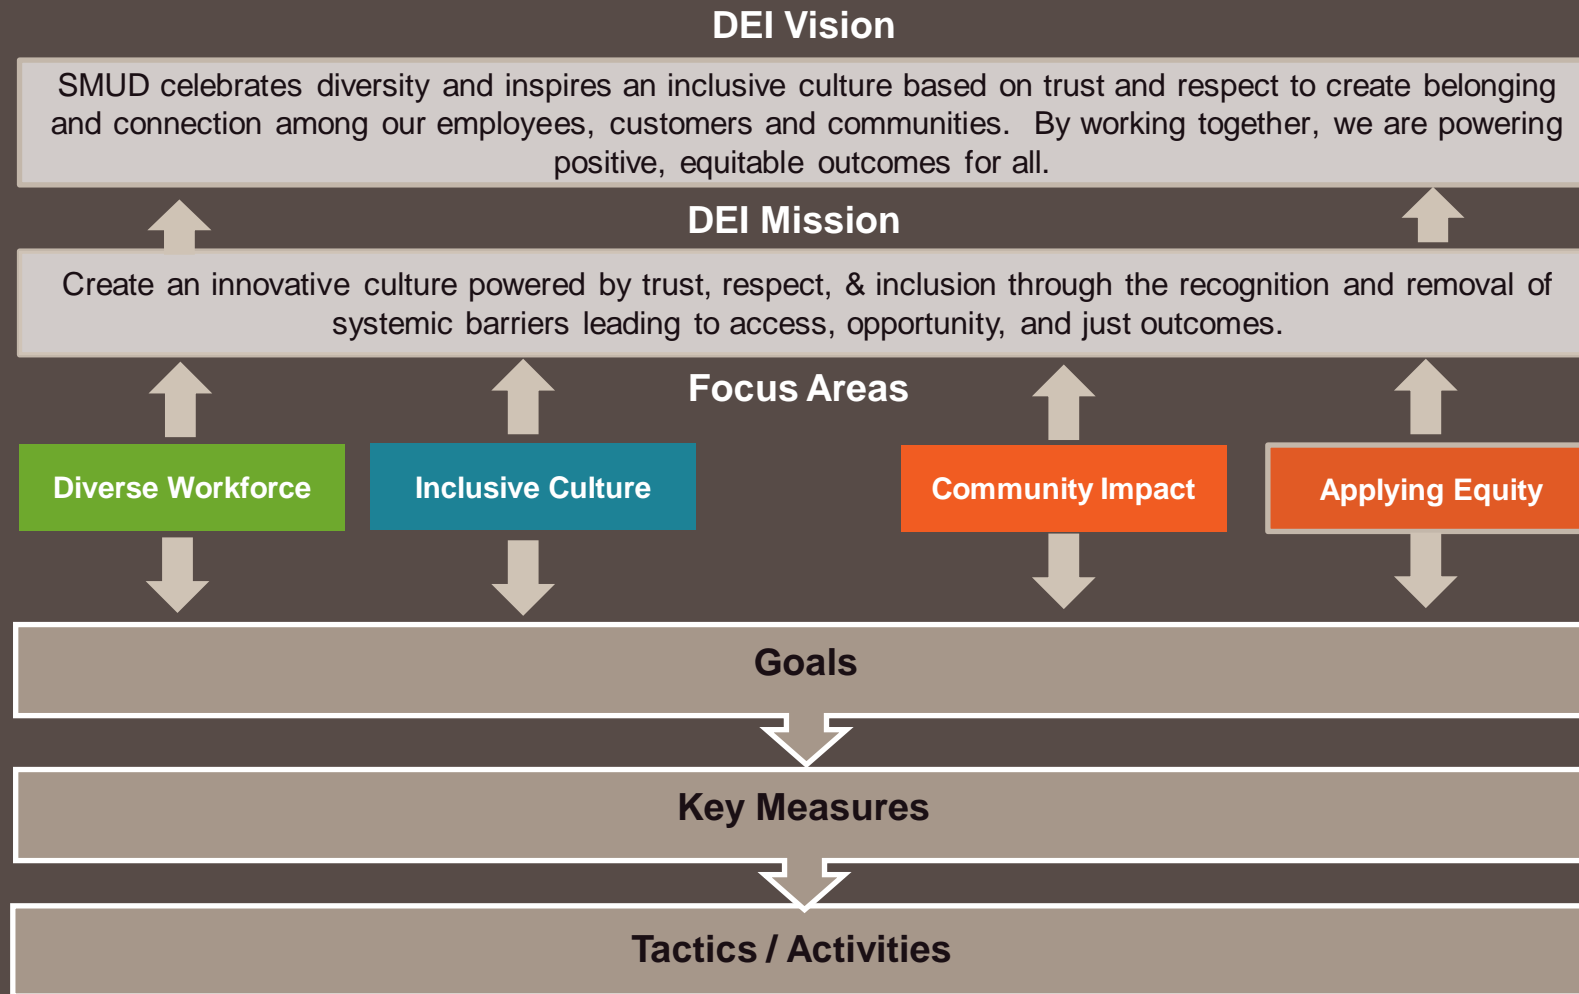 DEI Vision
SMUD celebrates diversity and inspires an inclusive culture based on trust and respect to create belonging
and connection among our employees, customers and communities.  By working together, we are powering
positive, equitable outcomes for all.
DEI Mission
Create an innovative culture powered by trust, respect, & inclusion through the recognition and removal of
systemic barriers leading to access, opportunity, and just outcomes.
Focus Areas
Diverse Workforce
Inclusive Culture
Community Impact
Applying Equity
Goals
Key Measures
Tactics / Activities